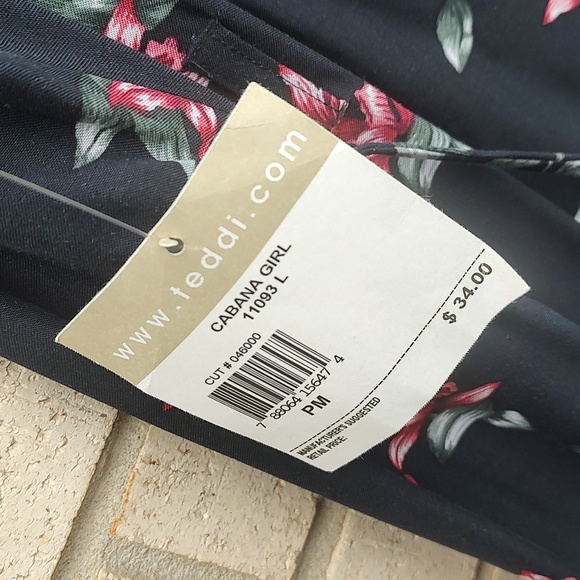 www.teddi.com
CABANA GIRL
11093 L
CUT # 046000
7 88064 15647 4
PM
MANUFACTURER'S SUGGESTED
RETAIL PRICE:
$ 34.00